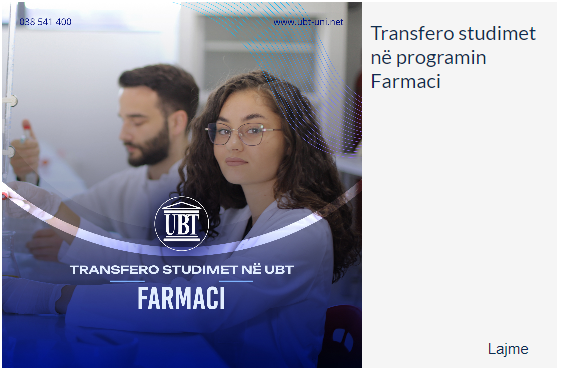 038 541 400
www.ubt-uni.net
UBT
TRANSFERO STUDIMET NË UBT
FARMACI
Transfero studimet
në programin
Farmaci
Lajme